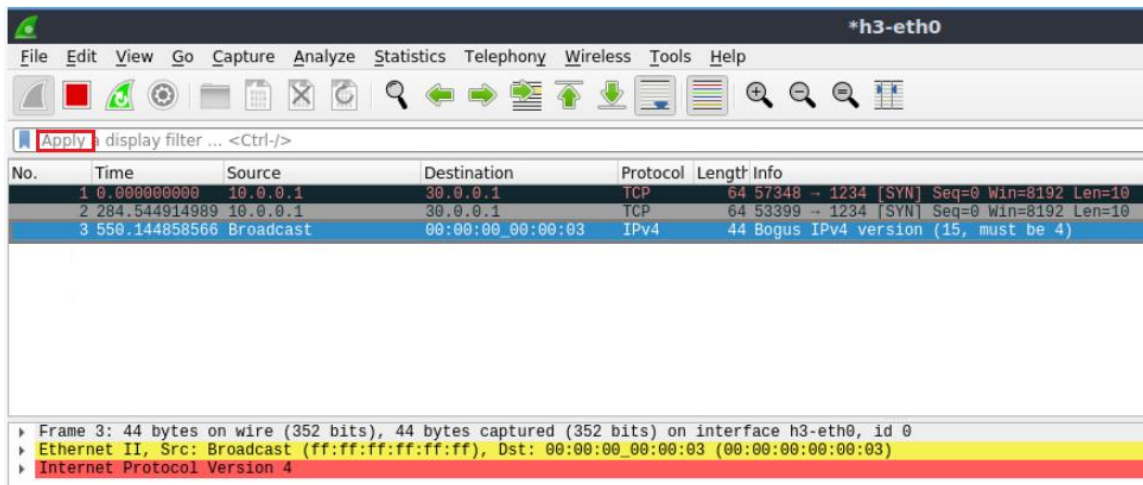 *h3-eth0
File Edit View Go Capture Analyze Statistics Telephony Wireless Tools Help
Apply a display filter ... <Ctrl-/>
No. Time Source Destination Protocol Length Info
1 0.000000000 10.0.0.1 30.0.0.1 TCP 64 57348 → 1234 [SYN] Seq=0 Win=8192 Len=10
2 284.544914989 10.0.0.1 30.0.0.1 TCP 64 53399 → 1234 [SYN] Seq=0 Win=8192 Len=10
3 550.144858566 Broadcast 00:00:00_00:00:03 IPv4 44 Bogus IPv4 version (15, must be 4)
Frame 3: 44 bytes on wire (352 bits), 44 bytes captured (352 bits) on interface h3-eth0, id 0
Ethernet II, Src: Broadcast (ff:ff:ff:ff:ff:ff), Dst: 00:00:00_00:00:03 (00:00:00:00:00:03)
Internet Protocol Version 4